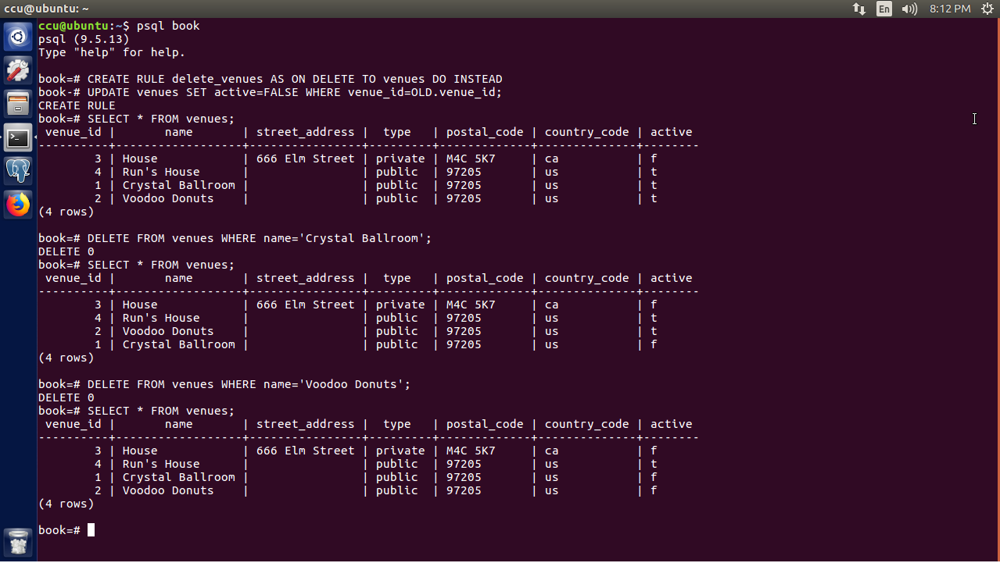 ccu@ubuntu: ~ En 8:12 PM
ccu@ubuntu:~$ psql book
psql (9.5.13)
Type "help" for help.

book=# CREATE RULE delete_venues AS ON DELETE TO venues DO INSTEAD
book-# UPDATE venues SET active=FALSE WHERE venue_id=OLD.venue_id;
CREATE RULE
book=# SELECT * FROM venues;
 venue_id |       name       | street_address |  type   | postal_code | country_code | active
----------+------------------+----------------+---------+-------------+--------------+--------
        3 | House            | 666 Elm Street | private | M4C 5K7     | ca           | f
        4 | Run's House      |                | public  | 97205       | us           | t
        1 | Crystal Ballroom |                | public  | 97205       | us           | t
        2 | Voodoo Donuts    |                | public  | 97205       | us           | t
(4 rows)

book=# DELETE FROM venues WHERE name='Crystal Ballroom';
DELETE 0
book=# SELECT * FROM venues;
 venue_id |       name       | street_address |  type   | postal_code | country_code | active
----------+------------------+----------------+---------+-------------+--------------+--------
        3 | House            | 666 Elm Street | private | M4C 5K7     | ca           | f
        4 | Run's House      |                | public  | 97205       | us           | t
        2 | Voodoo Donuts    |                | public  | 97205       | us           | t
        1 | Crystal Ballroom |                | public  | 97205       | us           | f
(4 rows)

book=# DELETE FROM venues WHERE name='Voodoo Donuts';
DELETE 0
book=# SELECT * FROM venues;
 venue_id |       name       | street_address |  type   | postal_code | country_code | active
----------+------------------+----------------+---------+-------------+--------------+--------
        3 | House            | 666 Elm Street | private | M4C 5K7     | ca           | f
        4 | Run's House      |                | public  | 97205       | us           | t
        1 | Crystal Ballroom |                | public  | 97205       | us           | f
        2 | Voodoo Donuts    |                | public  | 97205       | us           | f
(4 rows)

book=#